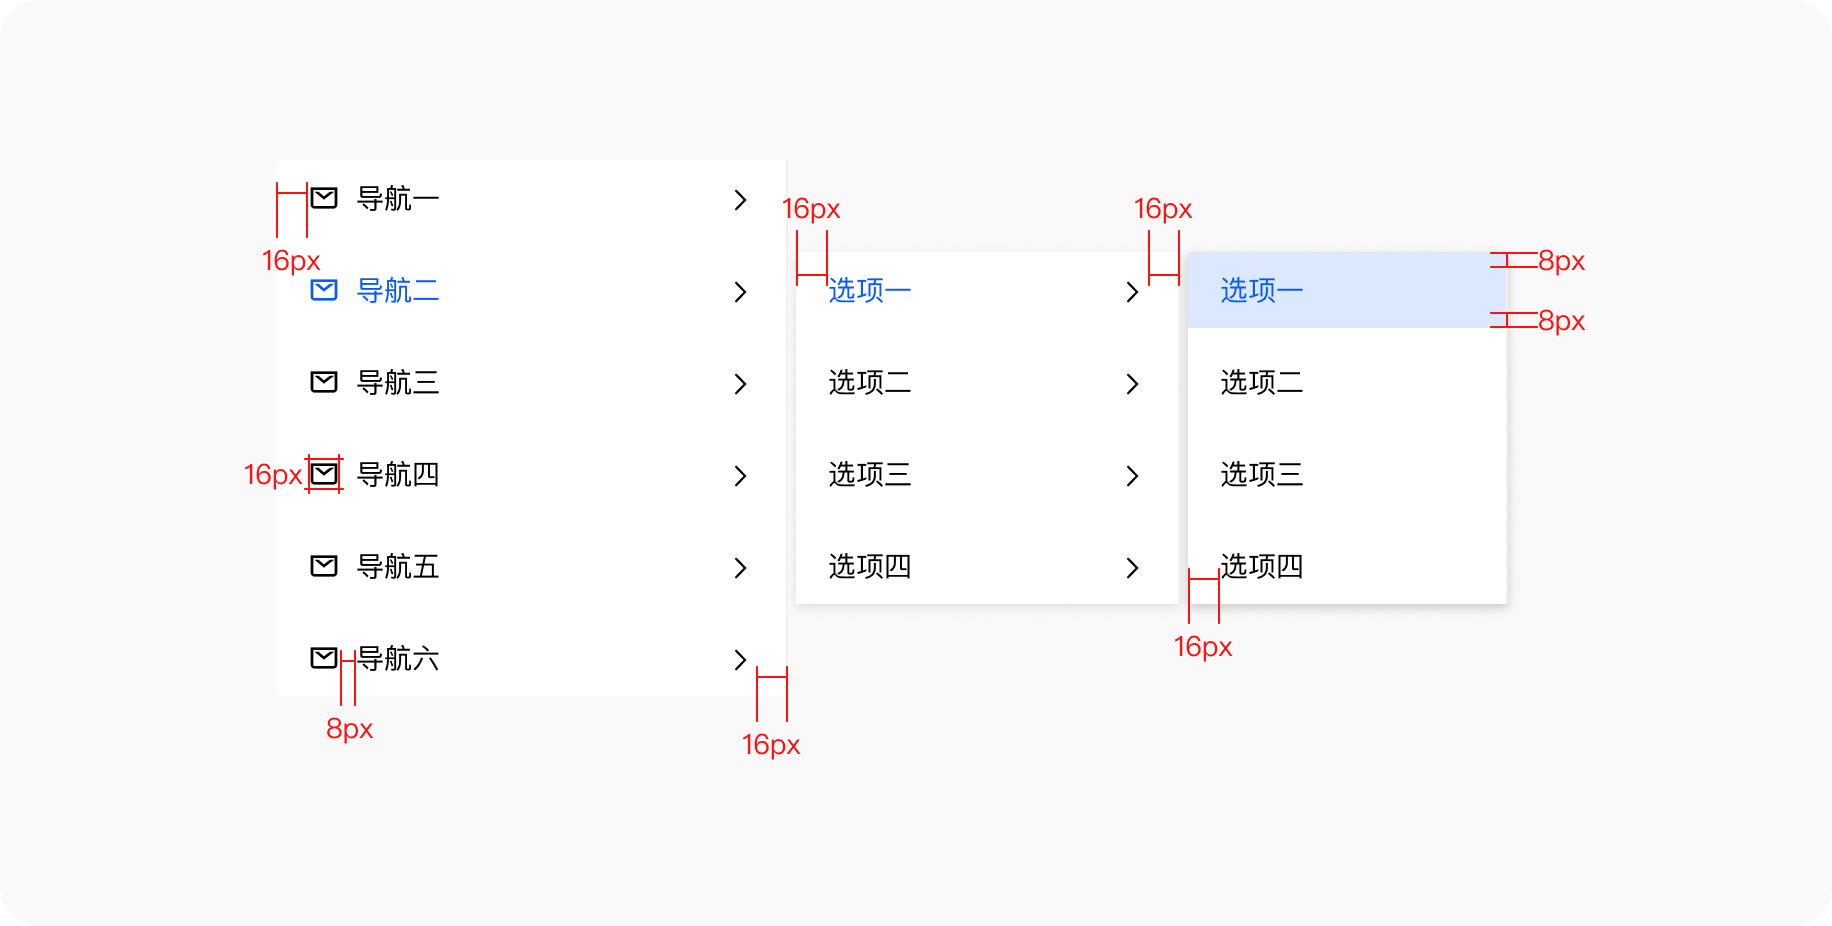 导航一
16px
导航二
导航三
16px
导航四
导航五
导航六
8px
16px
16px
16px
选项一
选项二
选项三
选项四
8px
选项一
8px
选项二
选项三
选项四
16px